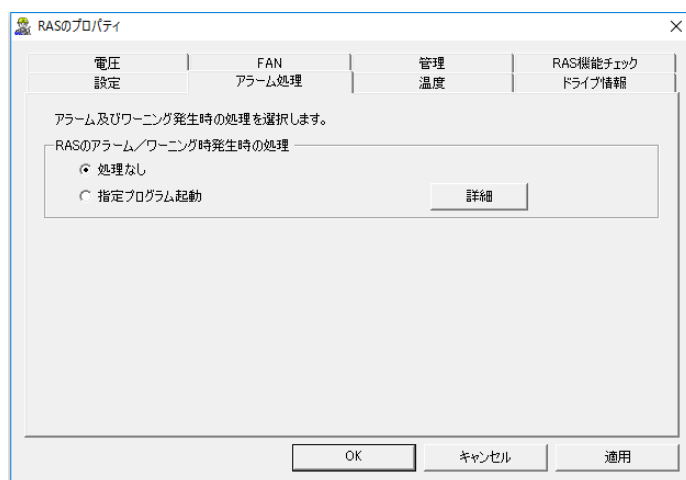 RASのプロパティ
電圧 FAN 管理 RAS機能チェック
設定 アラーム処理 温度 ドライブ情報
アラーム及びワーニング発生時の処理を選択します。
RASのアラーム／ワーニング時発生時の処理
処理なし
指定プログラム起動 詳細
OK キャンセル 適用